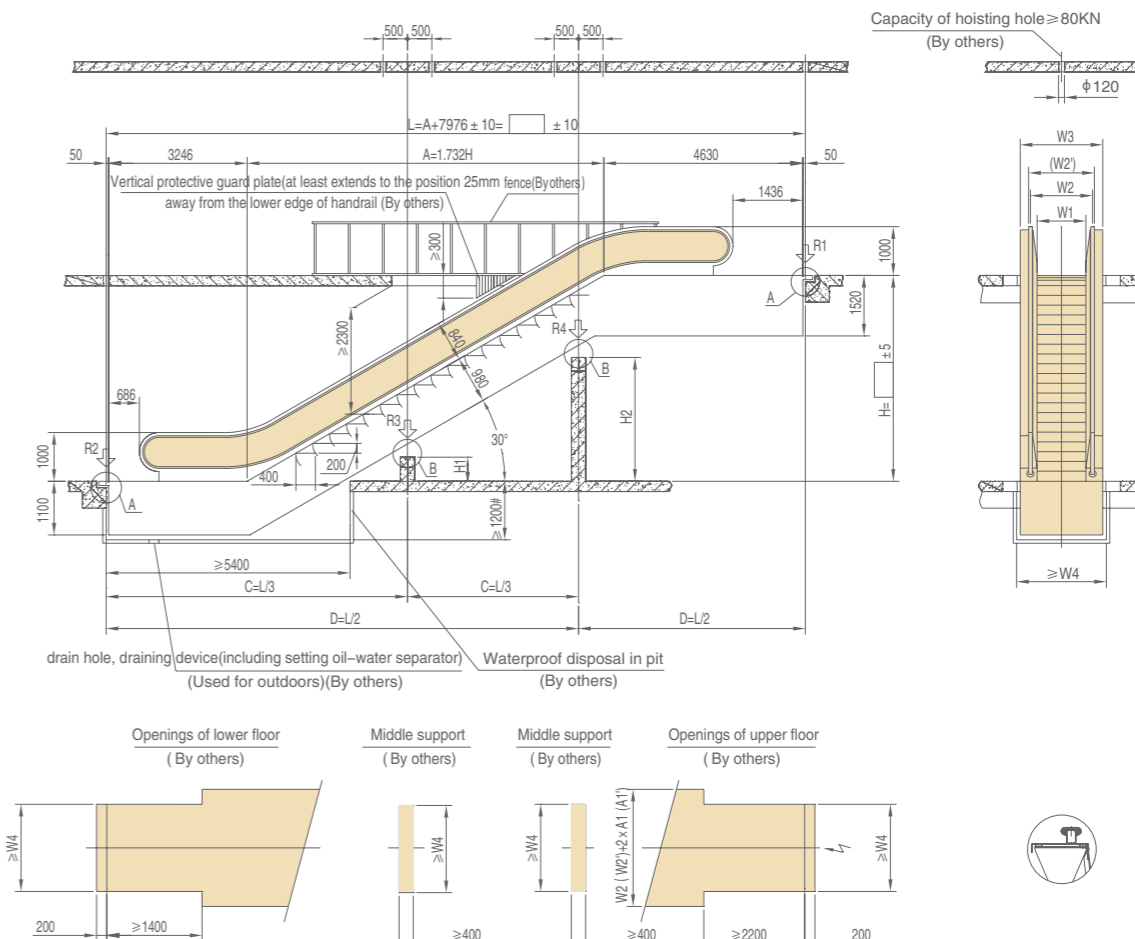 500 500
500 500
Capacity of hoisting hole ≥ 80KN
(By others)
ϕ120
L=A+7976 ± 10= ± 10
50
3246
A=1.732H
4630
50
Vertical protective guard plate(at least extends to the position 25mm
away from the lower edge of handrail (By others)
fence(By others)
1436
W3
(W2')
W2
W1
≥300
1000
R1
A
1520
840
≥2300
R4
980
B
H= ± 5
686
R3
H2
30°
1000
R2
200
400
B
H1
A
1100
≥1200#
≥5400
≥W4
C=L/3
C=L/3
D=L/2
D=L/2
drain hole, draining device(including setting oil–water separator)
(Used for outdoors)(By others)
Waterproof disposal in pit
(By others)
Openings of lower floor
( By others)
Middle support
( By others)
Middle support
( By others)
Openings of upper floor
( By others)
≥W4
≥W4
≥W4
W2 ( W2')+2 x A1 (A1')
≥W4
200
≥1400
≥400
≥400
≥2200
200